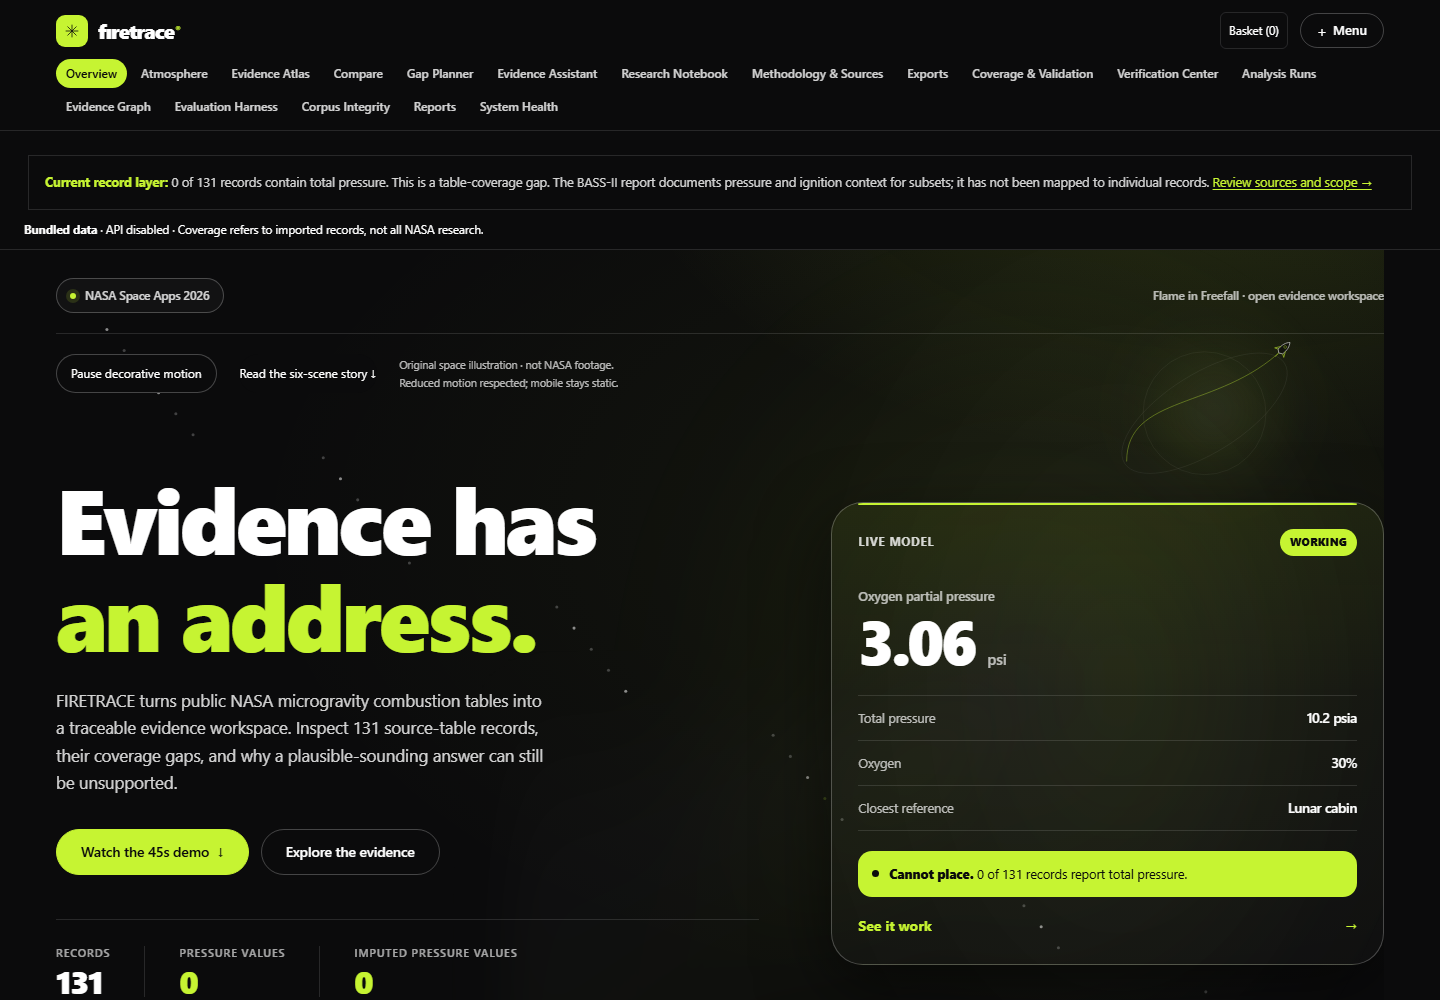 firetrace
Basket (0)
+ Menu
Overview
Atmosphere
Evidence Atlas
Compare
Gap Planner
Evidence Assistant
Research Notebook
Methodology & Sources
Exports
Coverage & Validation
Verification Center
Analysis Runs
Evidence Graph
Evaluation Harness
Corpus Integrity
Reports
System Health
Current record layer: 0 of 131 records contain total pressure. This is a table-coverage gap. The BASS-II report documents pressure and ignition context for subsets; it has not been mapped to individual records. Review sources and scope →
Bundled data · API disabled · Coverage refers to imported records, not all NASA research.
NASA Space Apps 2026
Flame in Freefall · open evidence workspace
Pause decorative motion
Read the six-scene story ↓
Original space illustration · not NASA footage.
Reduced motion respected; mobile stays static.
Evidence has
an address.
FIRETRACE turns public NASA microgravity combustion tables into
a traceable evidence workspace. Inspect 131 source-table records,
their coverage gaps, and why a plausible-sounding answer can still
be unsupported.
Watch the 45s demo ↓
Explore the evidence
RECORDS
131
PRESSURE VALUES
0
IMPUTED PRESSURE VALUES
0
LIVE MODEL
WORKING
Oxygen partial pressure
3.06 psi
Total pressure
10.2 psia
Oxygen
30%
Closest reference
Lunar cabin
Cannot place. 0 of 131 records report total pressure.
See it work →